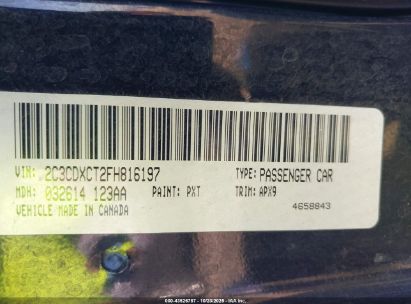 VIN: 2C3CDXCT2FH816197 TYPE: PASSENGER CAR
MDH: 032614 123AA PAINT: PXT TRIM: APX9
VEHICLE MADE IN CANADA
4658843